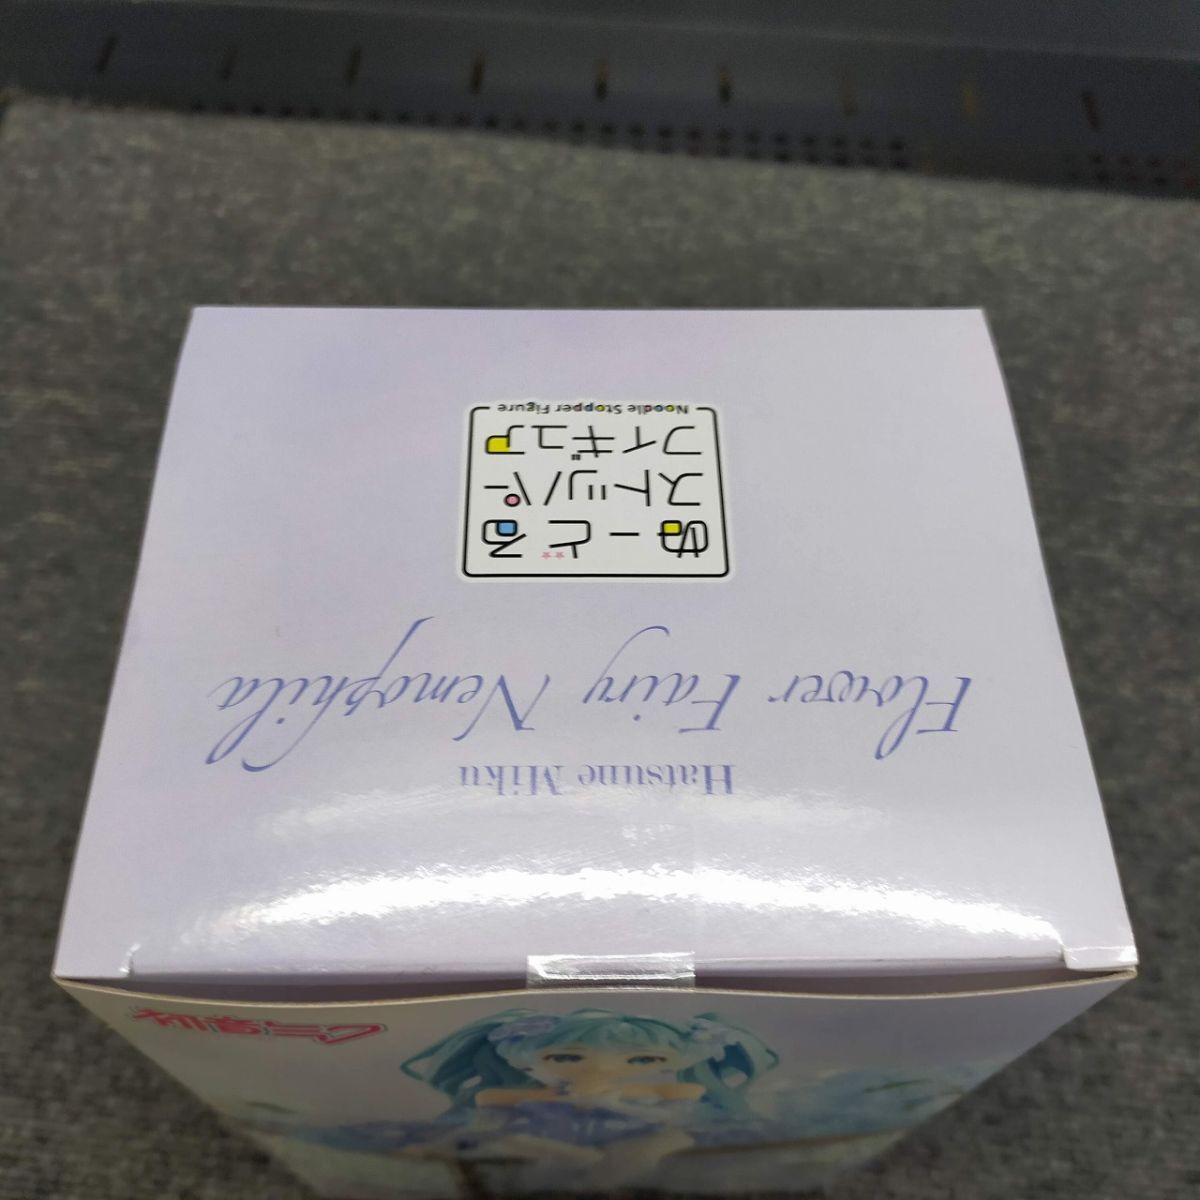 Hatsune Miku
Flower Fairy Nemophila
ぬーどる
ストッパー
フィギュア
Noodle Stopper Figure
初音ミク